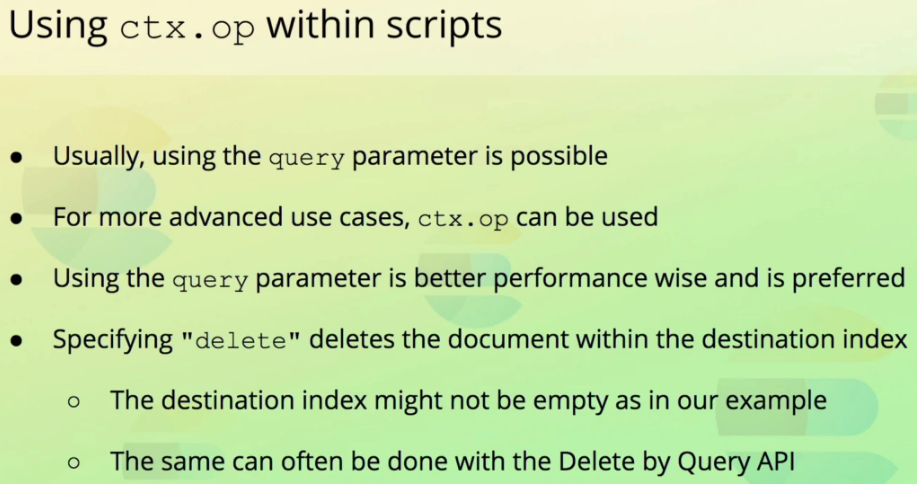 Using ctx.op within scripts
● Usually, using the query parameter is possible
● For more advanced use cases, ctx.op can be used
● Using the query parameter is better performance wise and is preferred
● Specifying "delete" deletes the document within the destination index
○ The destination index might not be empty as in our example
○ The same can often be done with the Delete by Query API